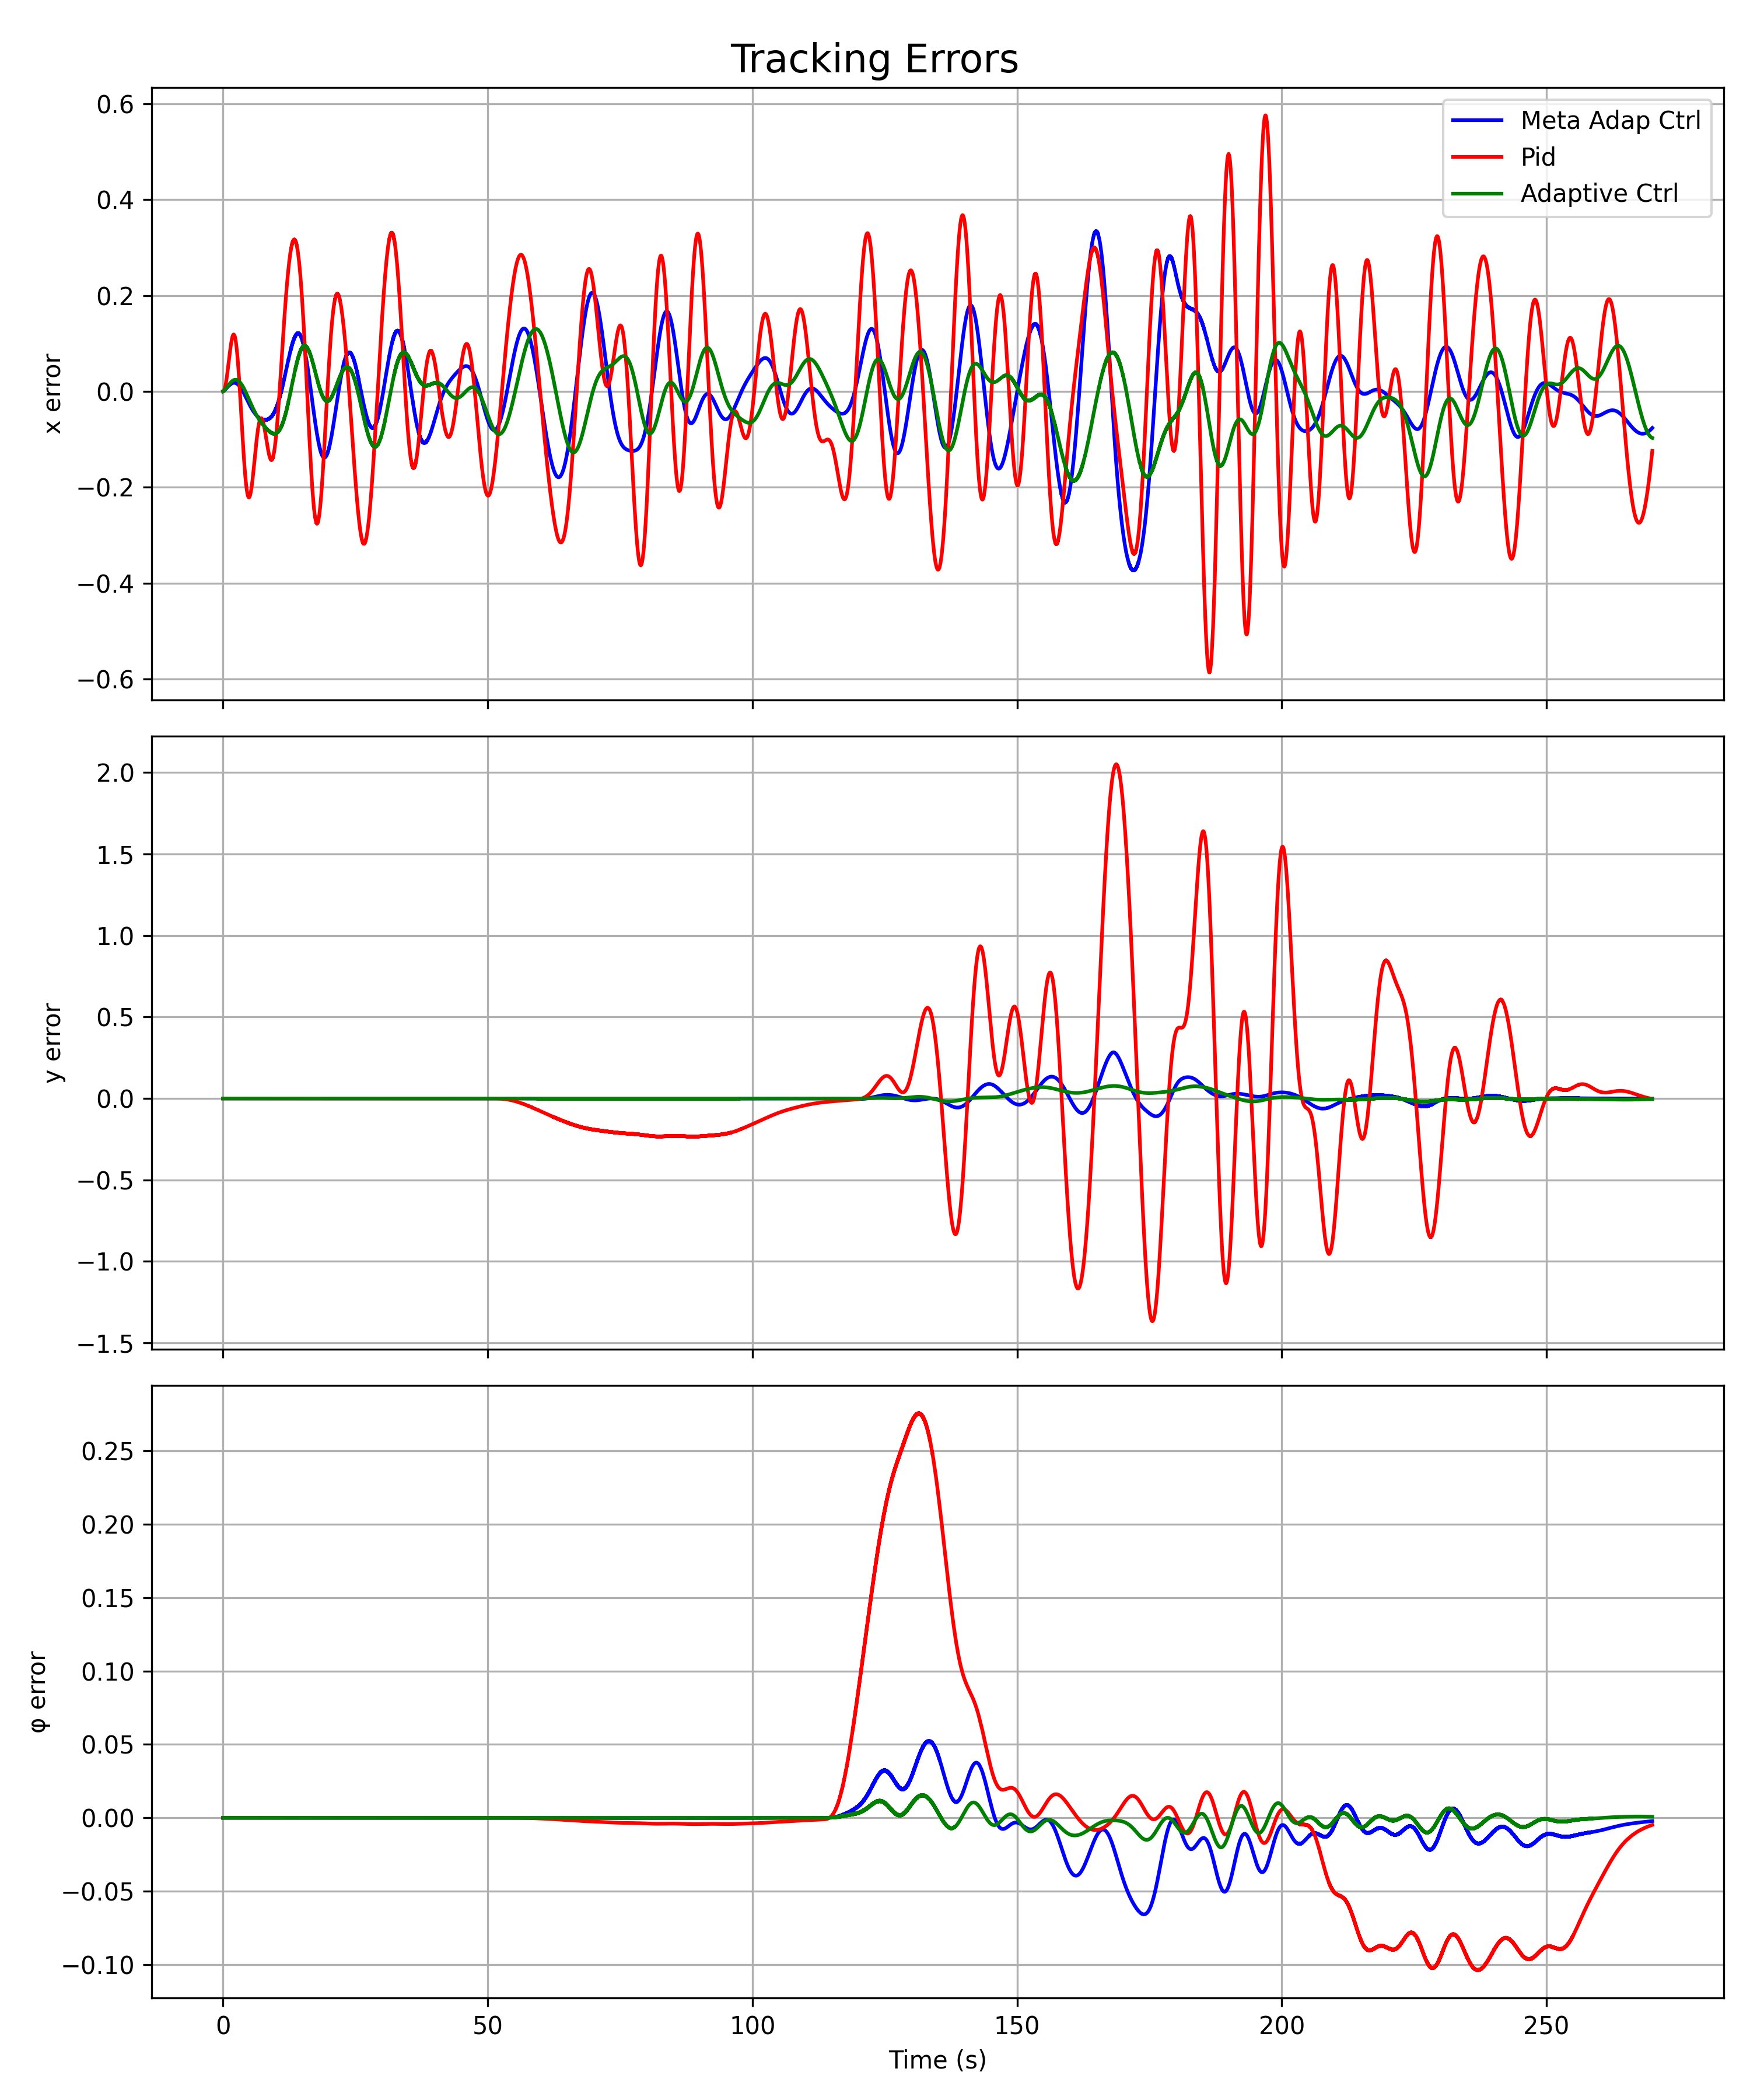 Tracking Errors
0.6
0.4
0.2
0.0
−0.2
−0.4
−0.6
x error
Meta Adap Ctrl
Pid
Adaptive Ctrl
2.0
1.5
1.0
0.5
0.0
−0.5
−1.0
−1.5
y error
0.25
0.20
0.15
0.10
0.05
0.00
−0.05
−0.10
φ error
0 50 100 150 200 250
Time (s)